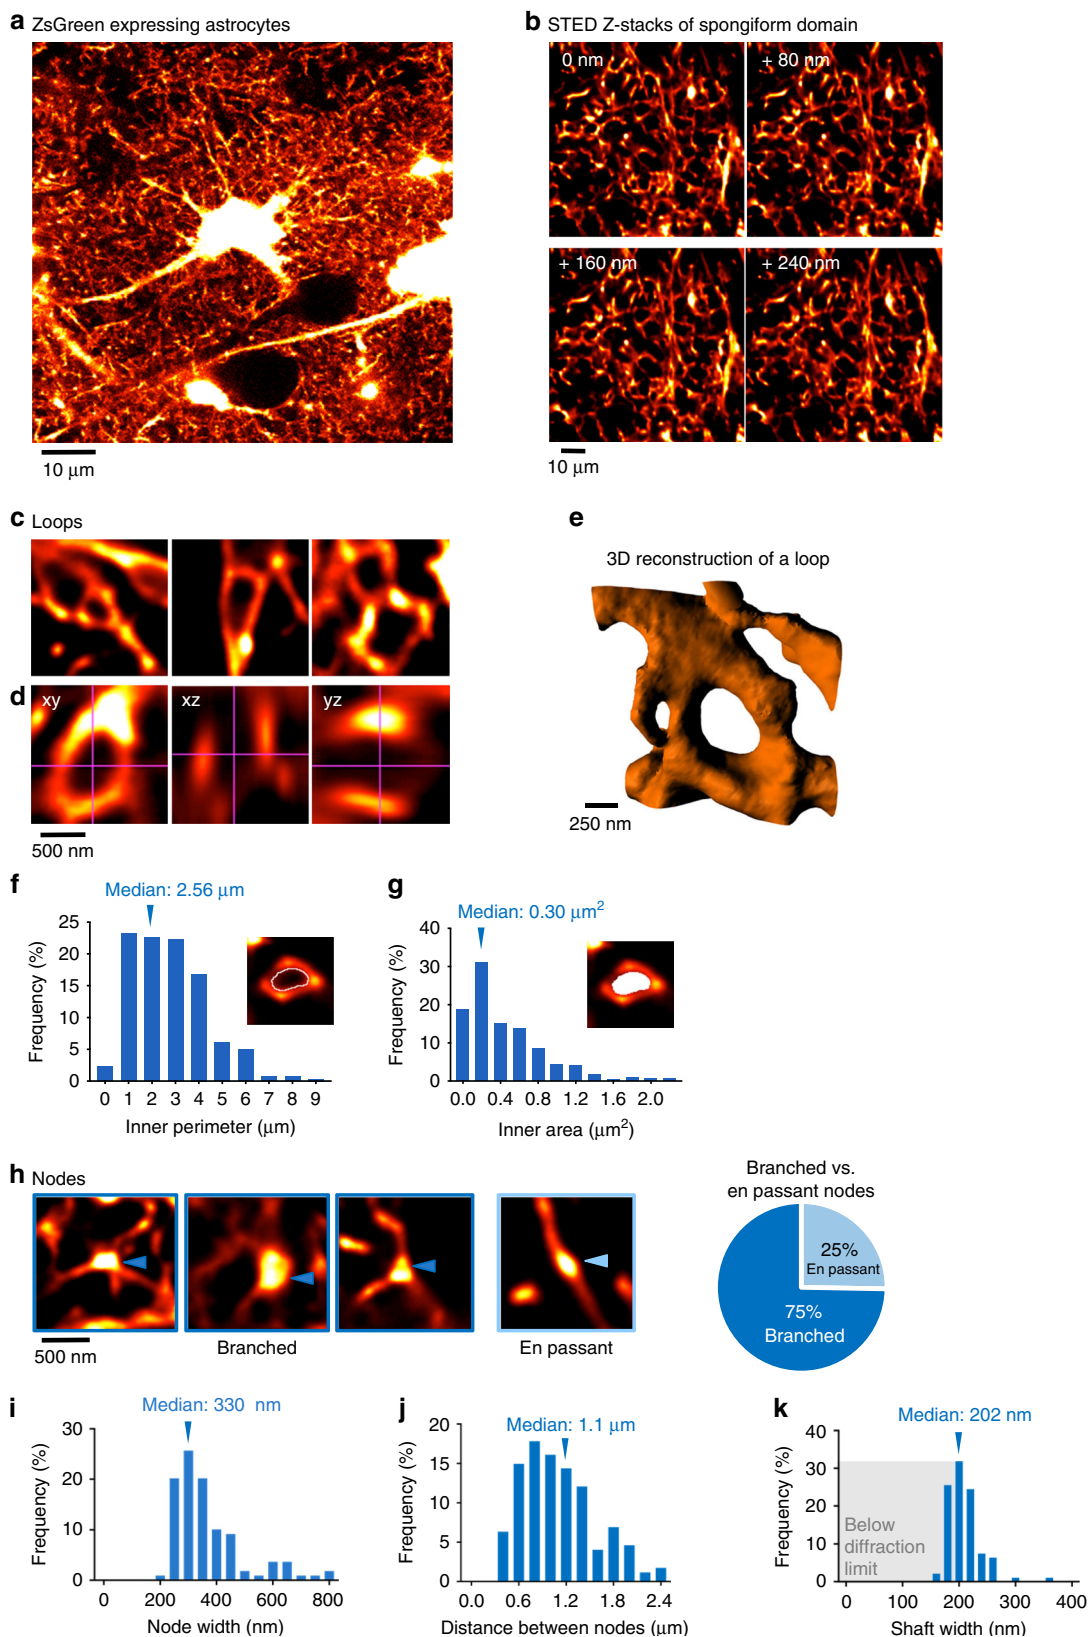 a ZsGreen expressing astrocytes
10 μm
b STED Z-stacks of spongiform domain
0 nm
+ 80 nm
+ 160 nm
+ 240 nm
10 μm
c Loops
d
xy
xz
yz
500 nm
e
3D reconstruction of a loop
250 nm
f
Median: 2.56 μm
Frequency (%)
25
20
15
10
5
0
0 1 2 3 4 5 6 7 8 9
Inner perimeter (μm)
g
Median: 0.30 μm²
Frequency (%)
40
30
20
10
0
0.0 0.4 0.8 1.2 1.6 2.0
Inner area (μm²)
h Nodes
500 nm
Branched
En passant
Branched vs.
en passant nodes
25%
En passant
75%
Branched
i
Median: 330 nm
Frequency (%)
30
20
10
0
0 200 400 600 800
Node width (nm)
j
Median: 1.1 μm
Frequency (%)
20
15
10
5
0
0.0 0.6 1.2 1.8 2.4
Distance between nodes (μm)
k
Median: 202 nm
Frequency (%)
40
30
20
10
0
Below
diffraction
limit
0 100 200 300 400
Shaft width (nm)